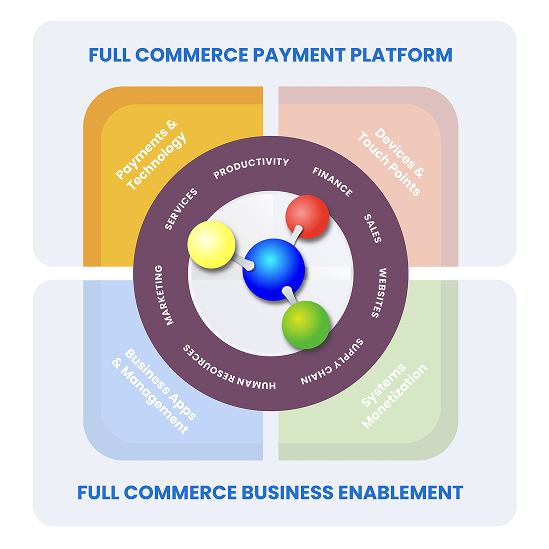 FULL COMMERCE PAYMENT PLATFORM
Payments &
Technology
Devices &
Touch Points
PRODUCTIVITY
FINANCE
SALES
WEBSITES
SUPPLY CHAIN
HUMAN RESOURCES
MARKETING
SERVICES
Business Apps
& Management
Systems
Monetization
FULL COMMERCE BUSINESS ENABLEMENT